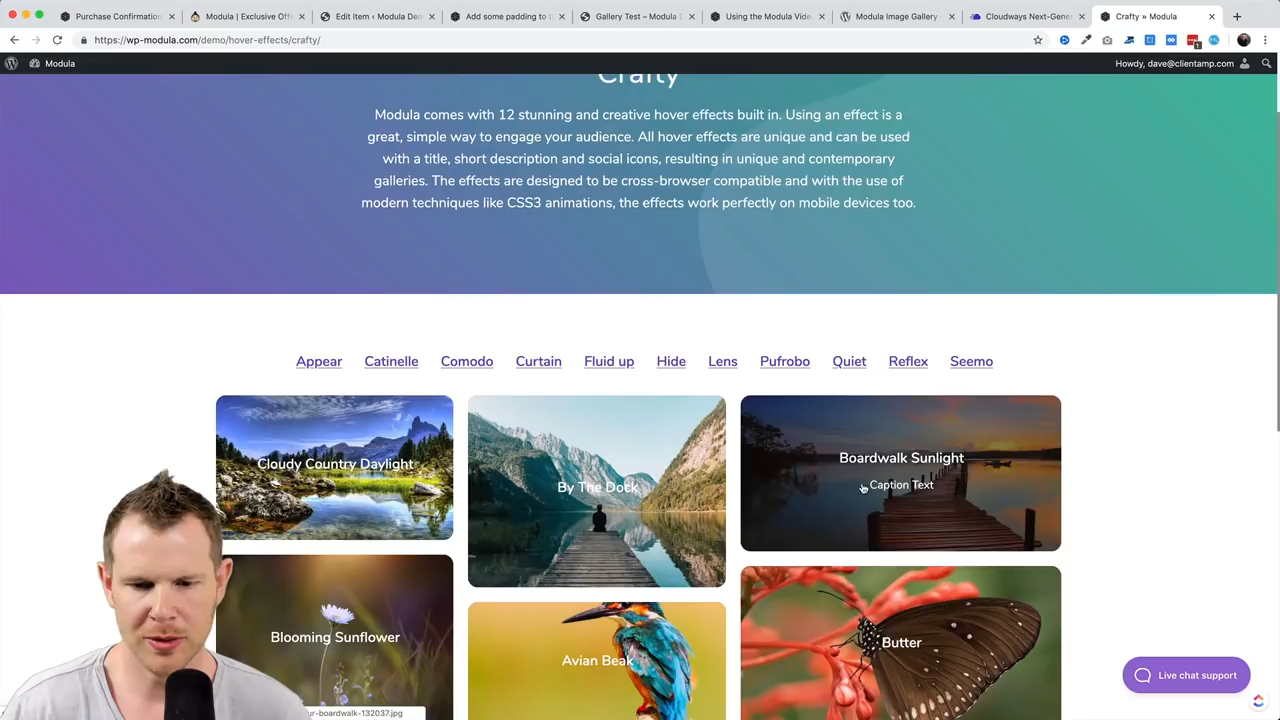 Purchase Confirmation
Modula | Exclusive Off
Edit Item ‹ Modula Dem
Add some padding to t
Gallery Test – Modula
Using the Modula Vide
Modula Image Gallery
Cloudways Next-Gene
Crafty » Modula
https://wp-modula.com/demo/hover-effects/crafty/
1
Modula
Howdy, dave@clientamp.com
Crafty
Modula comes with 12 stunning and creative hover effects built in. Using an effect is a
great, simple way to engage your audience. All hover effects are unique and can be used
with a title, short description and social icons, resulting in unique and contemporary
galleries. The effects are designed to be cross-browser compatible and with the use of
modern techniques like CSS3 animations, the effects work perfectly on mobile devices too.
Appear Catinelle Comodo Curtain Fluid up Hide Lens Pufrobo Quiet Reflex Seemo
Cloudy Country Daylight
By The Dock
Boardwalk Sunlight
Caption Text
Blooming Sunflower
Avian Beak
Butter
Live chat support
ur-boardwalk-132037.jpg